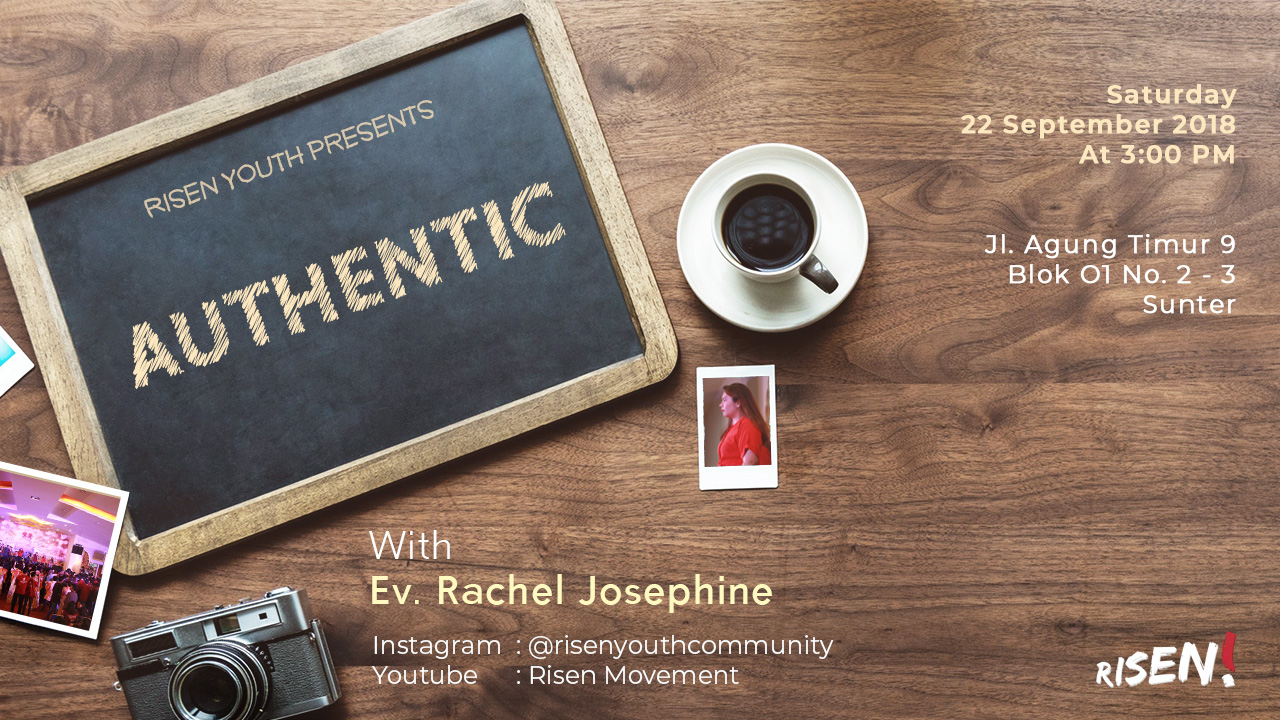 RISEN YOUTH PRESENTS
AUTHENTIC
Saturday
22 September 2018
At 3:00 PM
Jl. Agung Timur 9
Blok O1 No. 2 - 3
Sunter
With
Ev. Rachel Josephine
Instagram : @risenyouthcommunity
Youtube : Risen Movement
RISEN!